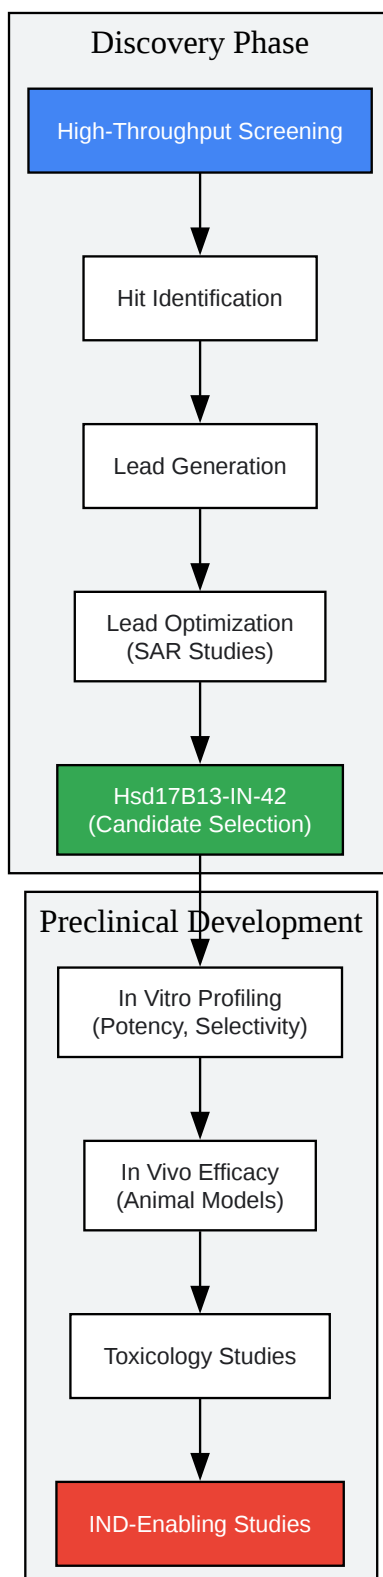 Discovery Phase
High-Throughput Screening
Hit Identification
Lead Generation
Lead Optimization
(SAR Studies)
Hsd17B13-IN-42
(Candidate Selection)
Preclinical Development
In Vitro Profiling
(Potency, Selectivity)
In Vivo Efficacy
(Animal Models)
Toxicology Studies
IND-Enabling Studies